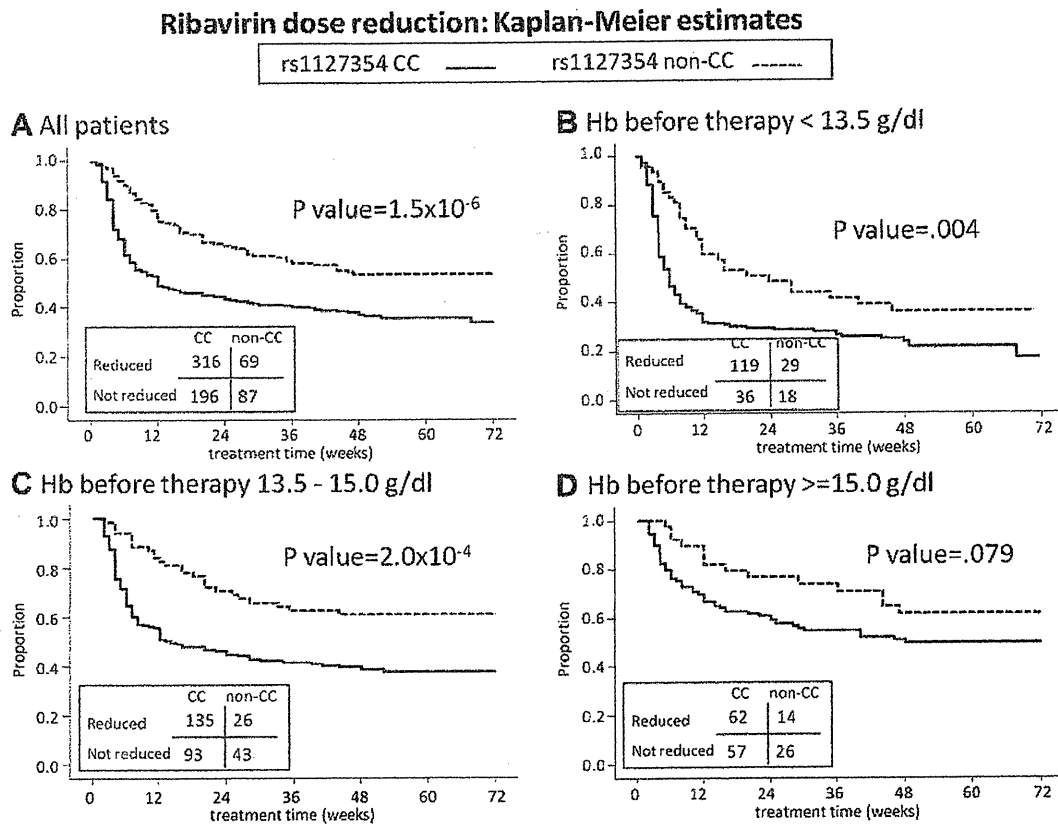 Ribavirin dose reduction: Kaplan-Meier estimates
rs1127354 CC rs1127354 non-CC
A All patients
Proportion
1.0
0.8
0.6
0.4
0.2
0.0
P value=1.5x10-6
CC non-CC
Reduced 316 69
Not reduced 196 87
0 12 24 36 48 60 72
treatment time (weeks)
B Hb before therapy < 13.5 g/dl
Proportion
1.0
0.8
0.6
0.4
0.2
0.0
P value=.004
CC non-CC
Reduced 119 29
Not reduced 36 18
0 12 24 36 48 60 72
treatment time (weeks)
C Hb before therapy 13.5 - 15.0 g/dl
Proportion
1.0
0.8
0.6
0.4
0.2
0.0
P value=2.0x10-4
CC non-CC
Reduced 135 26
Not reduced 93 43
0 12 24 36 48 60 72
treatment time (weeks)
D Hb before therapy >=15.0 g/dl
Proportion
1.0
0.8
0.6
0.4
0.2
0.0
P value=.079
CC non-CC
Reduced 62 14
Not reduced 57 26
0 12 24 36 48 60 72
treatment time (weeks)